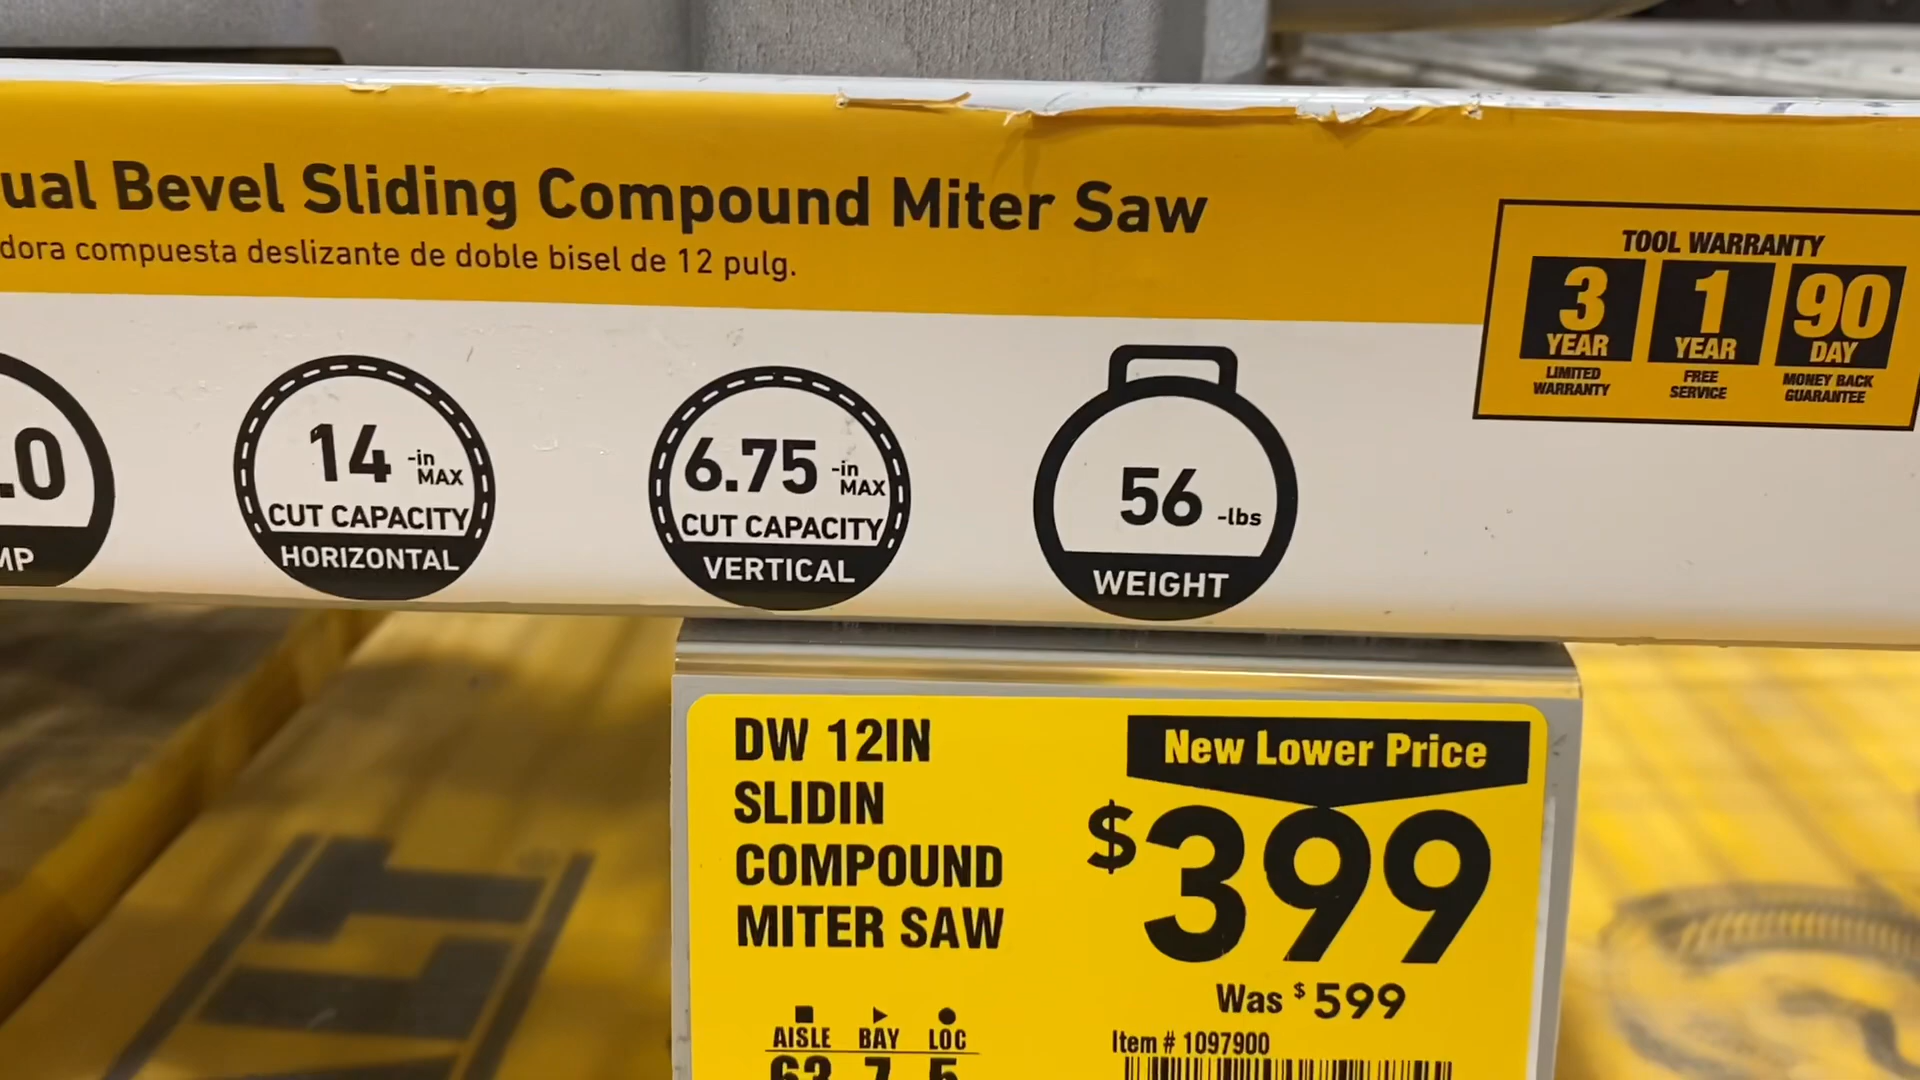 ual Bevel Sliding Compound Miter Saw
dora compuesta deslizante de doble bisel de 12 pulg.
TOOL WARRANTY
3 YEAR LIMITED WARRANTY
1 YEAR FREE SERVICE
90 DAY MONEY BACK GUARANTEE
.0
MP
14 -in MAX
CUT CAPACITY
HORIZONTAL
6.75 -in MAX
CUT CAPACITY
VERTICAL
56 -lbs
WEIGHT
DW 12IN
SLIDIN
COMPOUND
MITER SAW
New Lower Price
$399
Was $599
AISLE BAY LOC
63 7 5
Item # 1097900
ALT